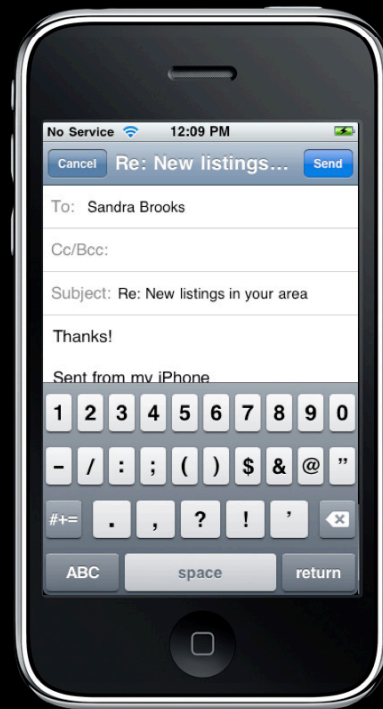 No Service 12:09 PM
Cancel Re: New listings... Send
To: Sandra Brooks
Cc/Bcc:
Subject: Re: New listings in your area
Thanks!
Sent from my iPhone
1 2 3 4 5 6 7 8 9 0
- / : ; ( ) $ & @ "
#+= . , ? ! '
ABC space return